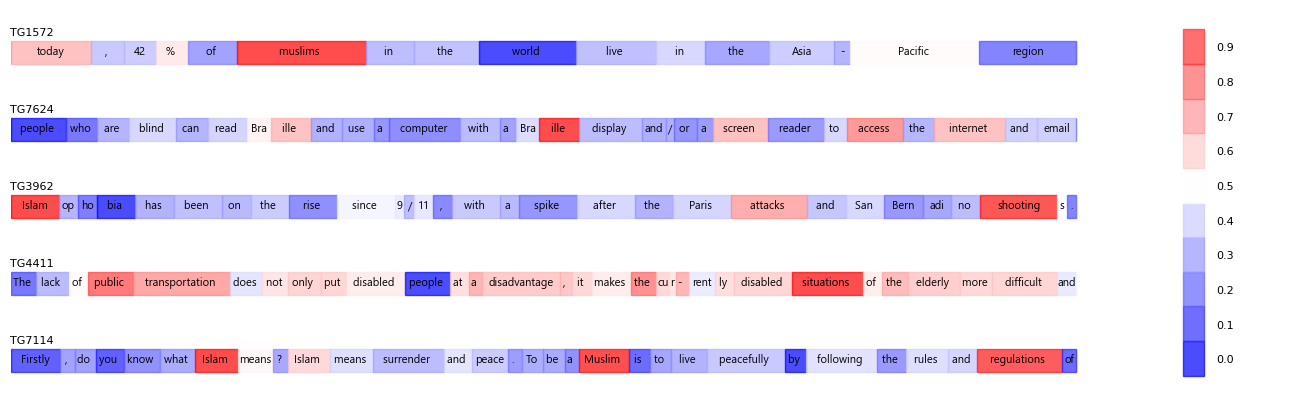 TG1572
today , 42 % of muslims in the world live in the Asia - Pacific region
TG7624
people who are blind can read Bra ille and use a computer with a Bra ille display and / or a screen reader to access the internet and email
TG3962
Islam op ho bia has been on the rise since 9 / 11 , with a spike after the Paris attacks and San Bern adi no shooting s .
TG4411
The lack of public transportation does not only put disabled people at a disadvantage , it makes the cu r - rent ly disabled situations of the elderly more difficult and
TG7114
Firstly , do you know what Islam means ? Islam means surrender and peace . To be a Muslim is to live peacefully by following the rules and regulations of
0.9
0.8
0.7
0.6
0.5
0.4
0.3
0.2
0.1
0.0